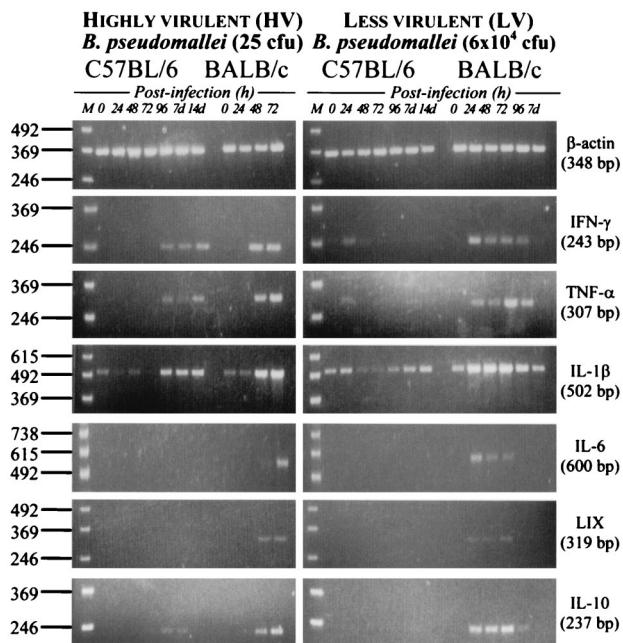 HIGHLY VIRULENT (HV) LESS VIRULENT (LV)
B. pseudomallei (25 cfu) B. pseudomallei (6x10⁴ cfu)
C57BL/6 BALB/c C57BL/6 BALB/c
Post-infection (h) Post-infection (h)
M 0 24 48 72 96 7d 14d 0 24 48 72 M 0 24 48 72 96 7d 14d 0 24 48 72 96 7d
492
369
246
β-actin
(348 bp)
369
246
IFN-γ
(243 bp)
369
246
TNF-α
(307 bp)
615
492
369
IL-1β
(502 bp)
738
615
492
IL-6
(600 bp)
492
369
246
LIX
(319 bp)
369
246
IL-10
(237 bp)